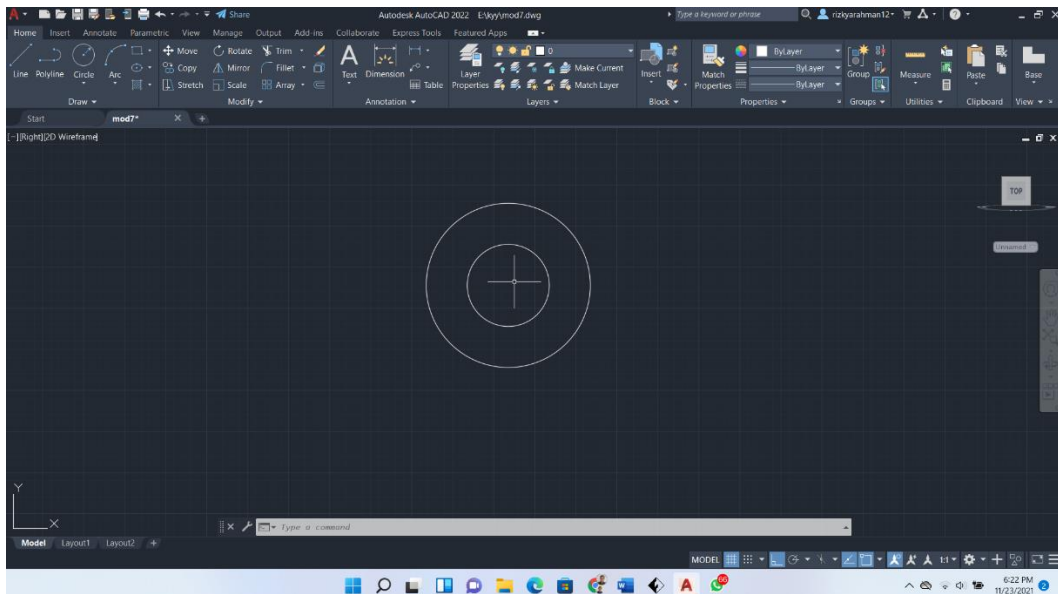 A Share Autodesk AutoCAD 2022 E:\kyy\mod7.dwg Type a keyword or phrase rizkyarahman12
Home Insert Annotate Parametric View Manage Output Add-ins Collaborate Express Tools Featured Apps
Line Polyline Circle Arc
Move Rotate Trim
Copy Mirror Fillet
Stretch Scale Array
Text Dimension Table
Layer Properties 0
Make Current
Match Layer
Insert
Match Properties ByLayer
ByLayer
ByLayer
Group Measure Paste Base
Draw Modify Annotation Layers Block Properties Groups Utilities Clipboard View
Start mod7*
[-][Right][2D Wireframe]
TOP
Unnamed
Y
X
Type a command
Model Layout1 Layout2
MODEL 1:1
66
6:22 PM
11/23/2021 2